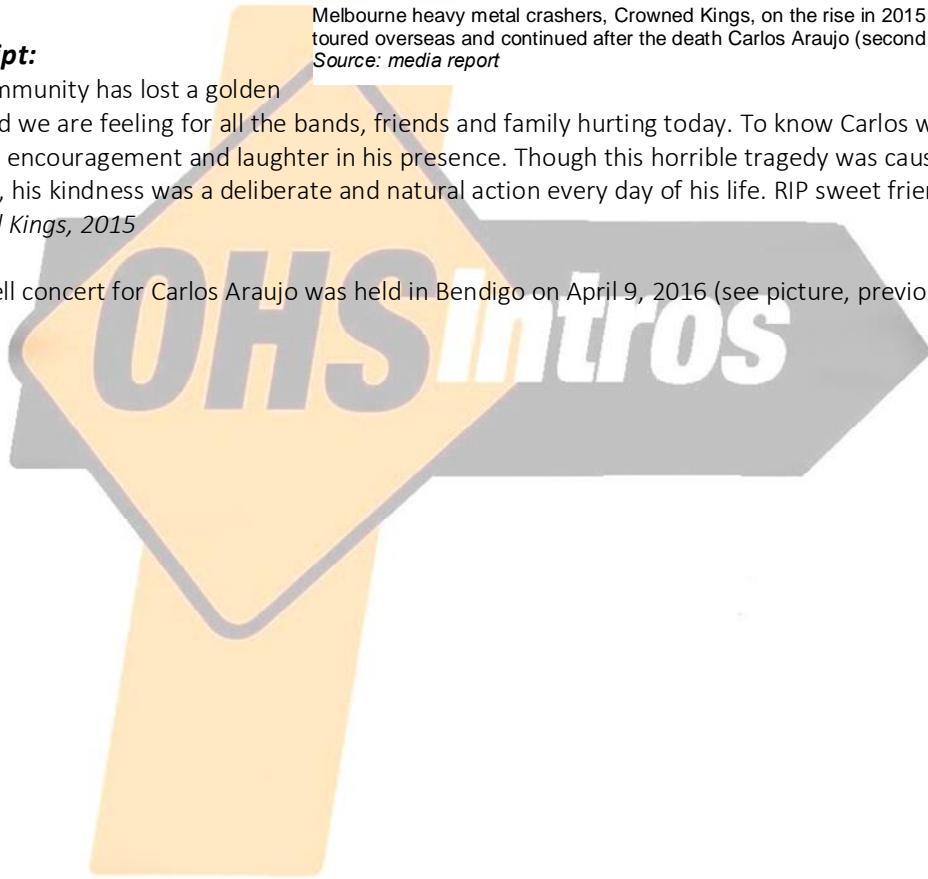 Melbourne heavy metal crashers, Crowned Kings, on the rise in 2015
toured overseas and continued after the death Carlos Araujo (second
Source: media report
ipt:
mmunity has lost a golden
d we are feeling for all the bands, friends and family hurting today. To know Carlos w
encouragement and laughter in his presence. Though this horrible tragedy was caus
, his kindness was a deliberate and natural action every day of his life. RIP sweet frien
l Kings, 2015
ell concert for Carlos Araujo was held in Bendigo on April 9, 2016 (see picture, previo
OHSintros